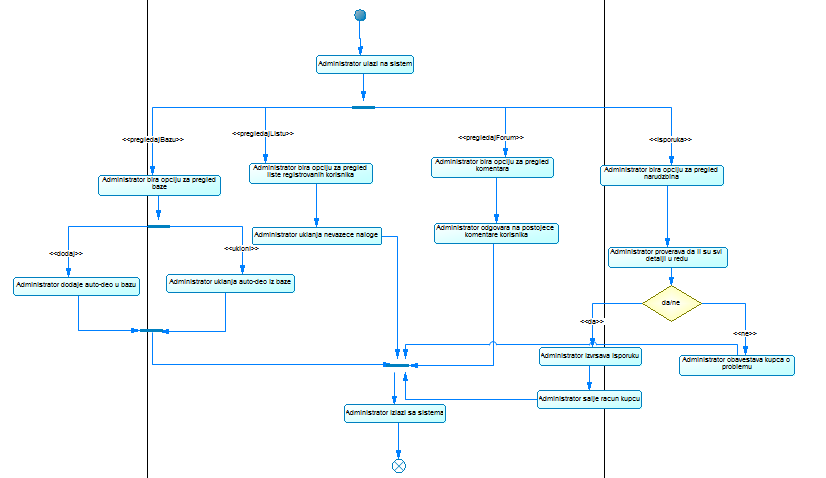 Administrator ulazi na sistem
<<pregledajBazu>>
<<pregledajListu>>
<<pregledajForum>>
<<isporuka>>
Administrator bira opciju za pregled
baze
Administrator bira opciju za pregled
liste registrovanih korisnika
Administrator bira opciju za pregled
komentara
Administrator bira opciju za pregled
narudzbina
Administrator uklanja nevazece naloge
Administrator odgovara na postojece
komentare korisnika
<<dodaj>>
<<ukloni>>
Administrator proverava da li su svi
detalji u redu
Administrator dodaje auto-deo u bazu
Administrator uklanja auto-deo iz baze
da/ne
<<da>>
<<ne>>
Administrator izvrsava isporuku
Administrator obavestava kupca o
problemu
Administrator salje racun kupcu
Administrator izlazi sa sistema